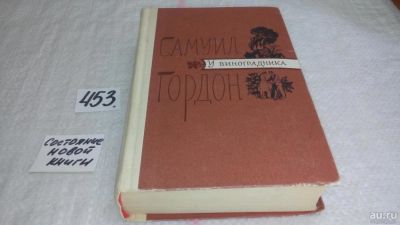 САМУИЛ
У ВИНОГРАДНИКА
ГОРДОН
453.
СОСТОЯНИЕ
НОВОЙ
КНИГИ
au.ru